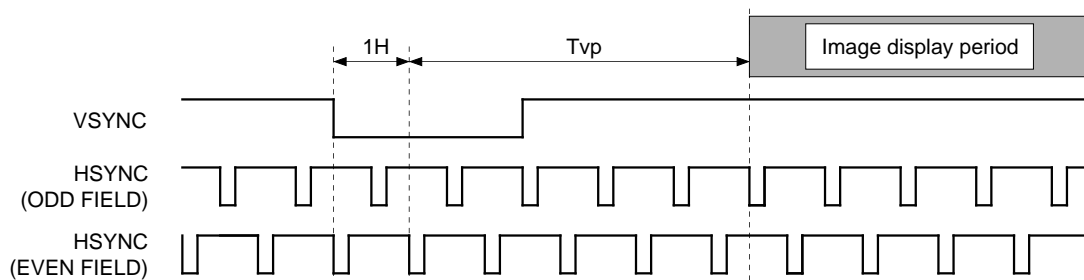 1H
Tvp
Image display period
VSYNC
HSYNC
(ODD FIELD)
HSYNC
(EVEN FIELD)